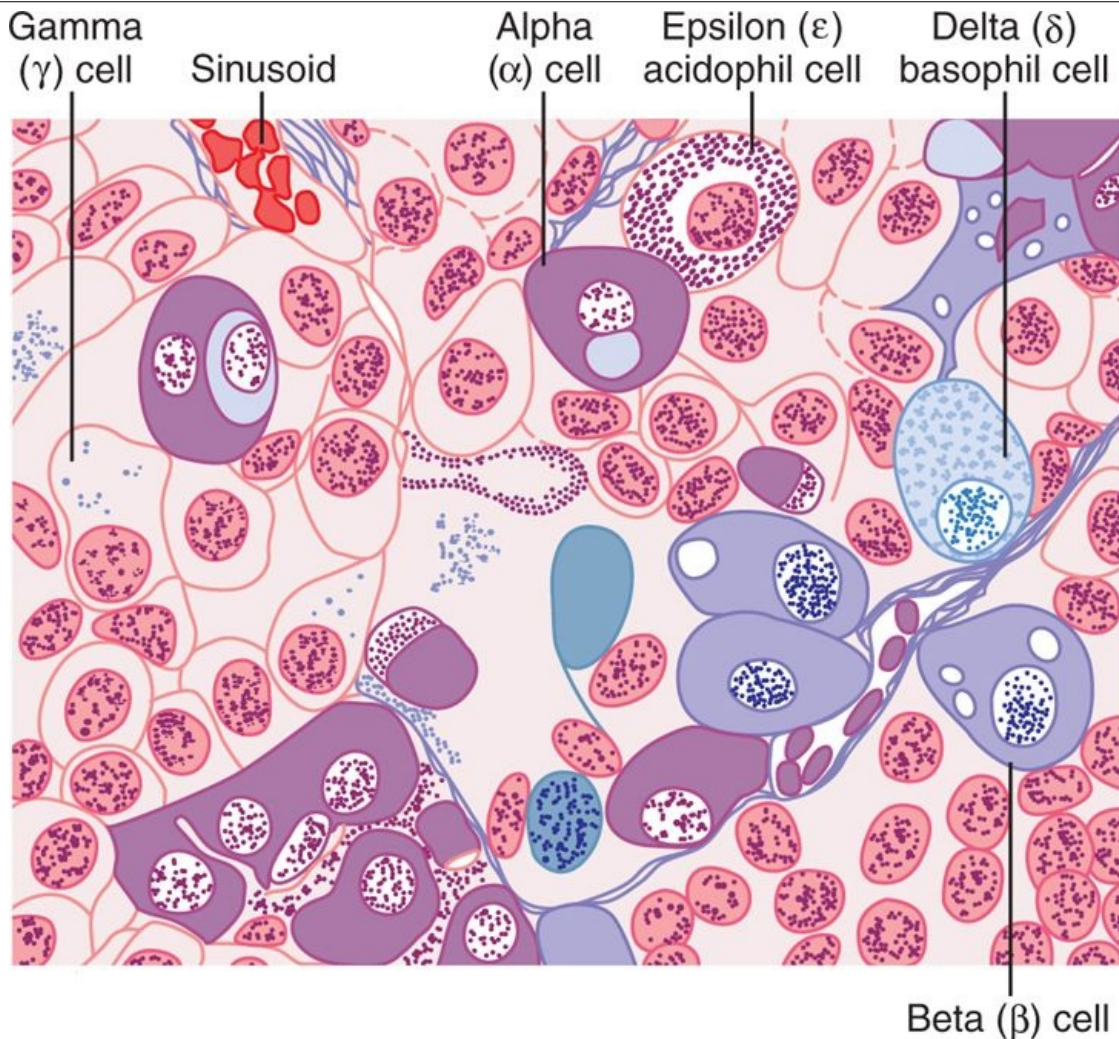 Gamma
(γ) cell
Sinusoid
Alpha
(α) cell
Epsilon (ε)
acidophil cell
Delta (δ)
basophil cell
Beta (β) cell